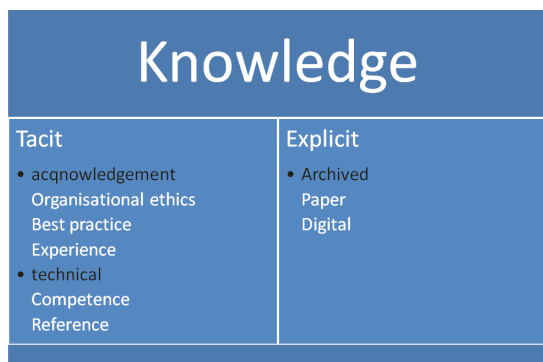 Knowledge
Tacit
• acqnowledgement
Organisational ethics
Best practice
Experience
• technical
Competence
Reference
Explicit
• Archived
Paper
Digital